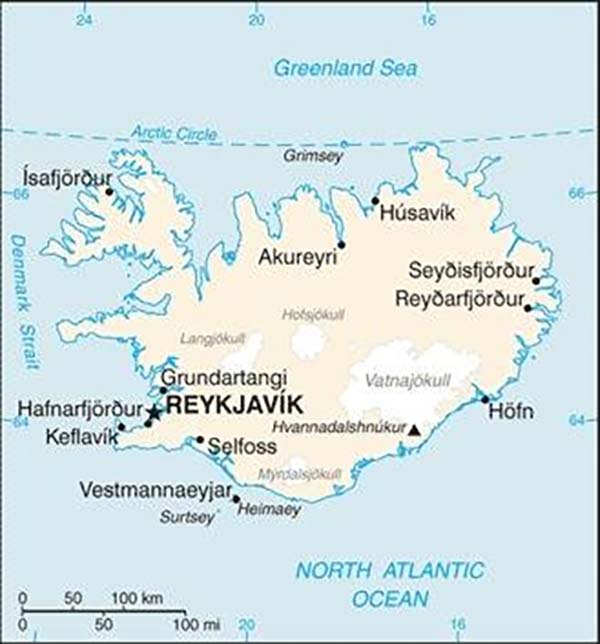 24 20 16
Greenland Sea
Arctic Circle
Grimsey
Ísafjörður
66 66
Húsavík
Denmark Strait
Akureyri
Seyðisfjörður
Reyðarfjörður
Hofsjökull
Langjökull
Vatnajökull
Grundartangi
REYKJAVÍK
Hafnarfjörður
Höfn
64 64
Hvannadalshnúkur
Keflavík
Selfoss
Mýrdalsjökull
Vestmannaeyjar
Heimaey
Surtsey
NORTH ATLANTIC
OCEAN
0 50 100 km
0 50 100 mi
20 16